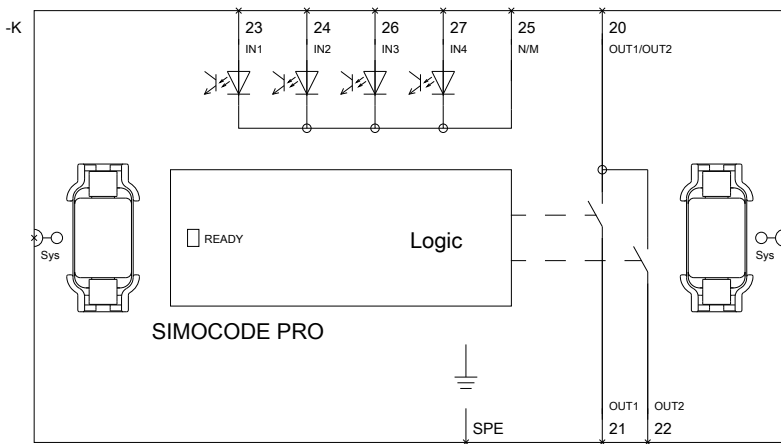 -K 23 24 26 27 25 20
IN1 IN2 IN3 IN4 N/M OUT1/OUT2
READY Logic
Sys Sys
SIMOCODE PRO
OUT1 OUT2
SPE 21 22